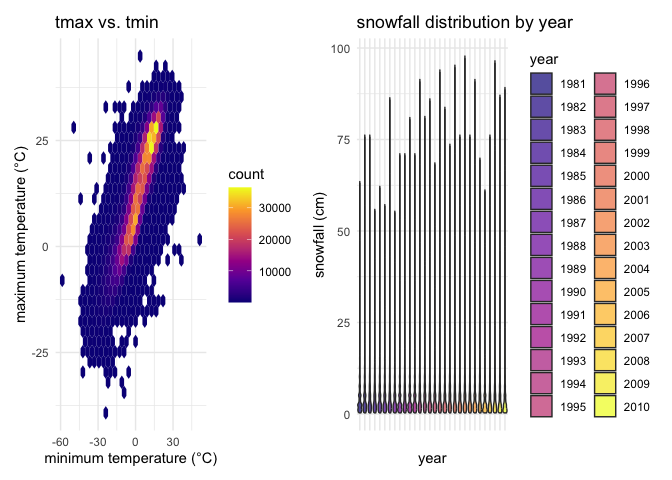 tmax vs. tmin
maximum temperature (°C)
25
0
-25
-60 -30 0 30
minimum temperature (°C)
count
30000
20000
10000
snowfall distribution by year
snowfall (cm)
100
75
50
25
0
year
year
1981 1996
1982 1997
1983 1998
1984 1999
1985 2000
1986 2001
1987 2002
1988 2003
1989 2004
1990 2005
1991 2006
1992 2007
1993 2008
1994 2009
1995 2010